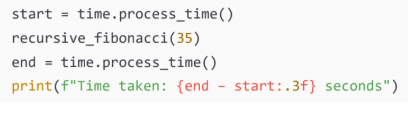 start = time.process_time()
recursive_fibonacci(35)
end = time.process_time()
print(f"Time taken: {end – start:.3f} seconds")